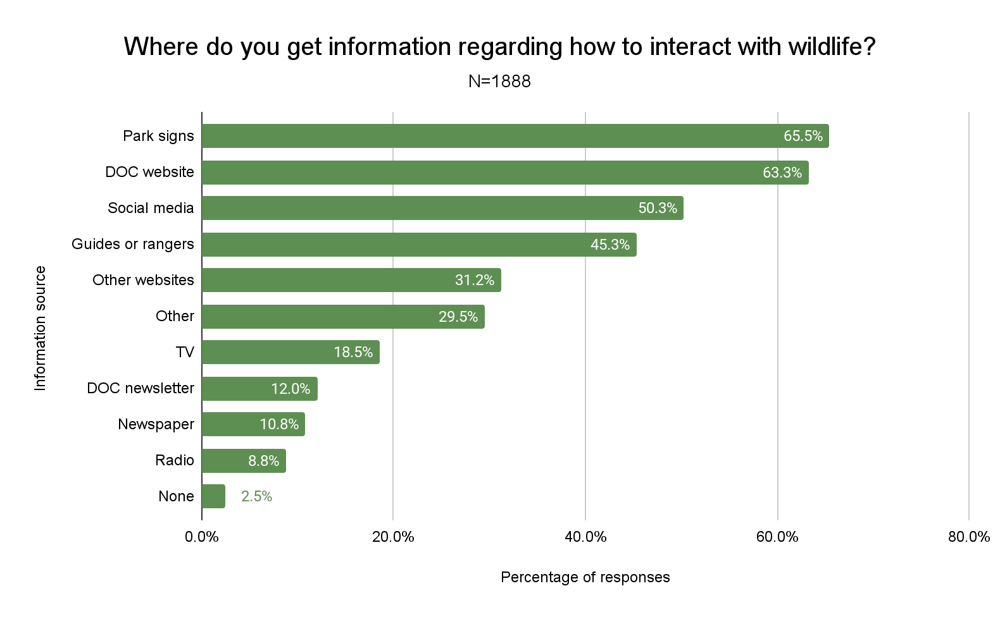 Where do you get information regarding how to interact with wildlife?
N=1888
Information source
Park signs 65.5%
DOC website 63.3%
Social media 50.3%
Guides or rangers 45.3%
Other websites 31.2%
Other 29.5%
TV 18.5%
DOC newsletter 12.0%
Newspaper 10.8%
Radio 8.8%
None 2.5%
0.0% 20.0% 40.0% 60.0% 80.0%
Percentage of responses